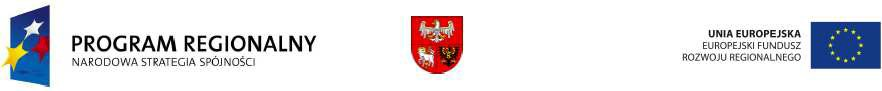 PROGRAM REGIONALNY
NARODOWA STRATEGIA SPÓJNOŚCI
UNIA EUROPEJSKA
EUROPEJSKI FUNDUSZ
ROZWOJU REGIONALNEGO